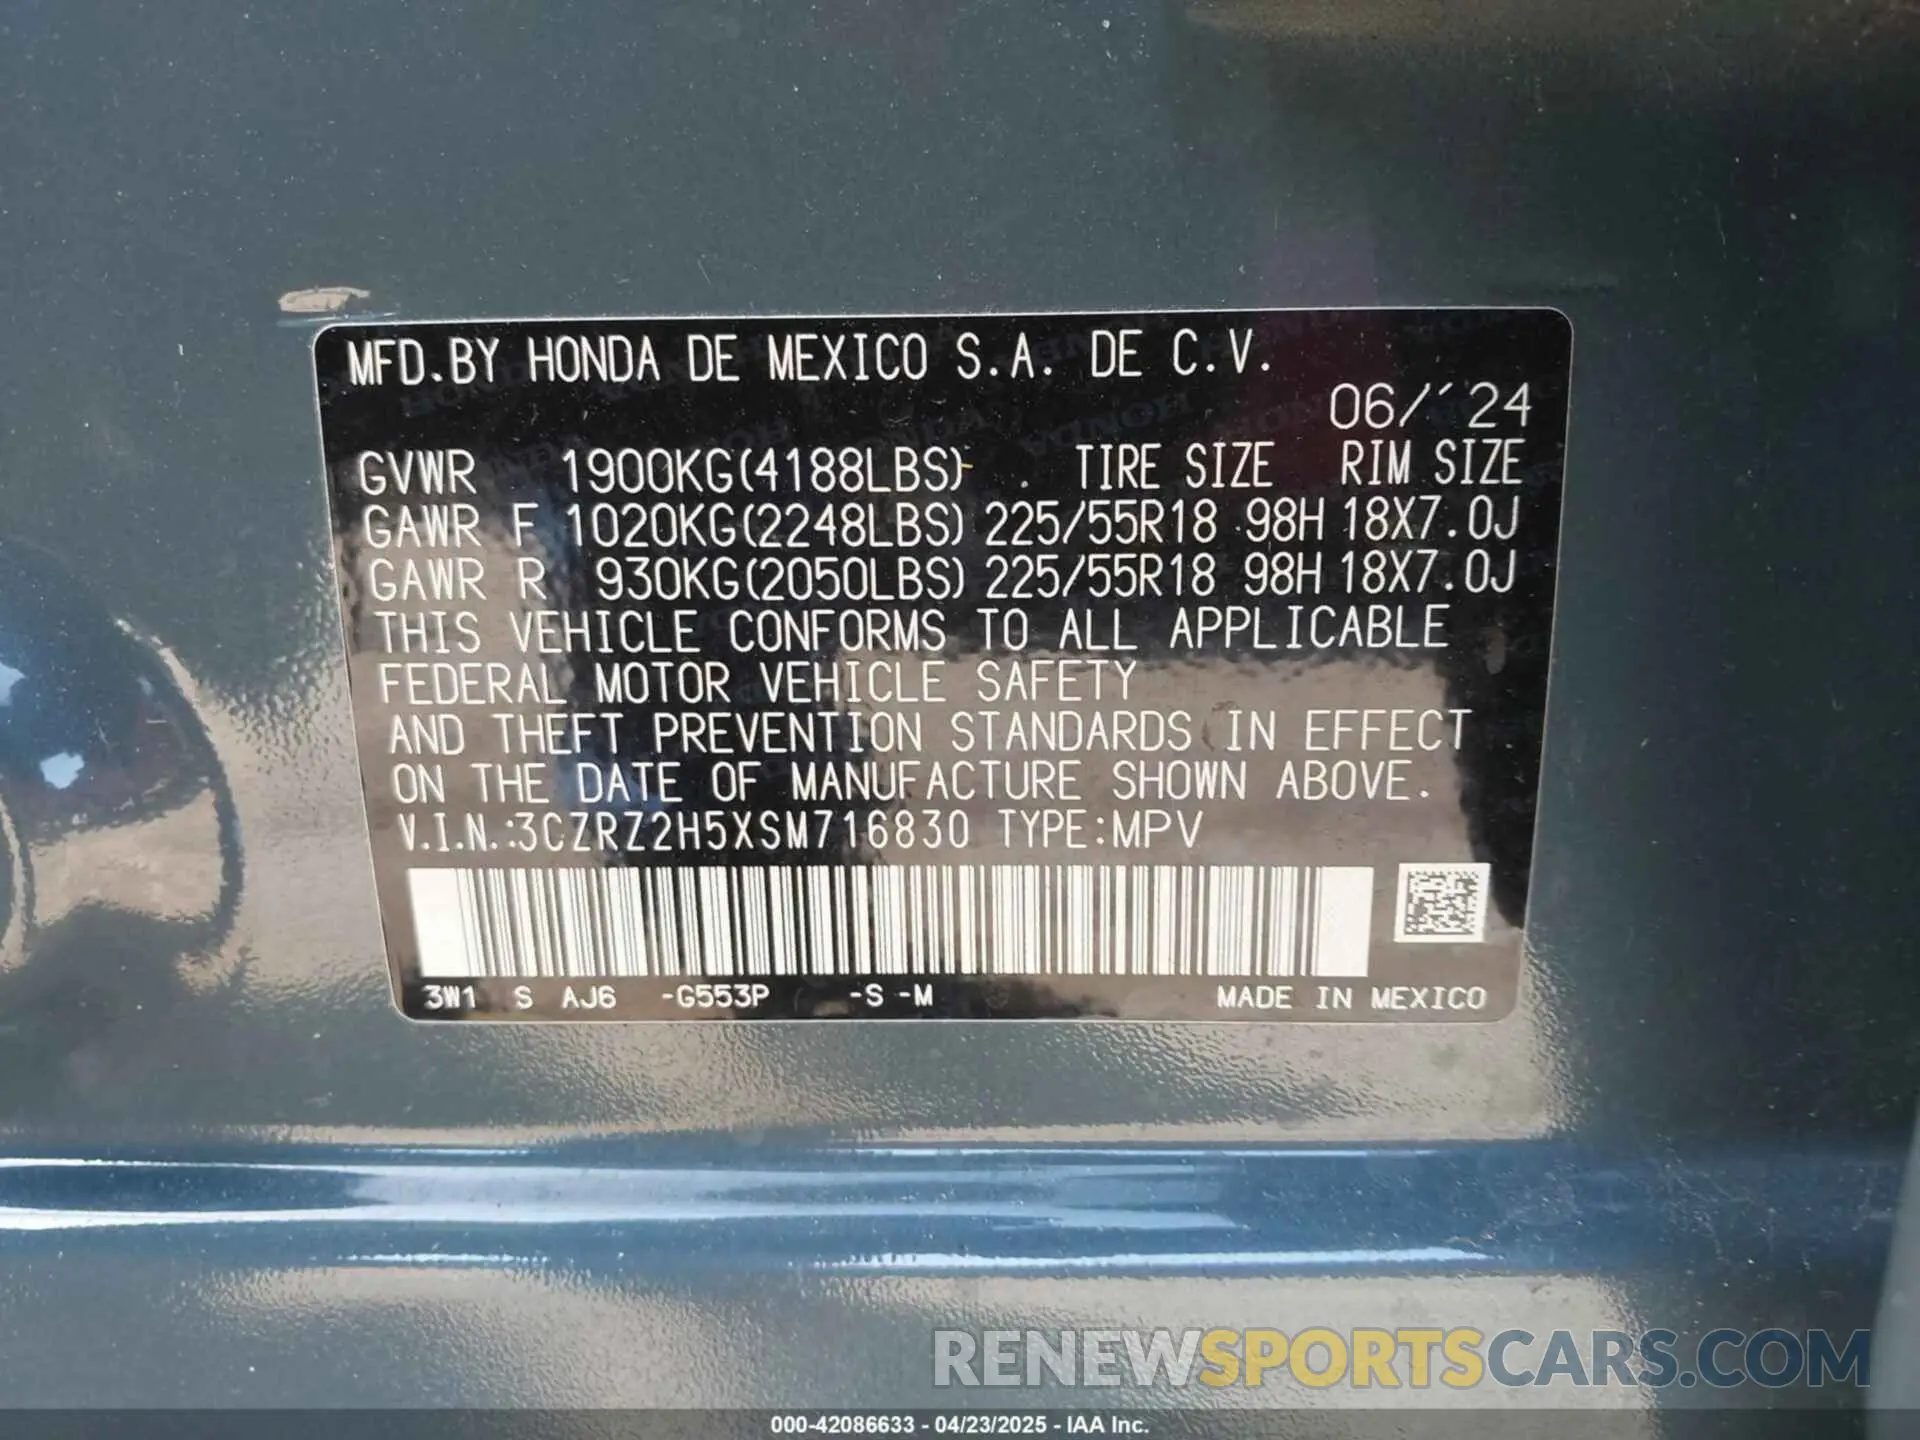 MFD.BY HONDA DE MEXICO S.A. DE C.V.
06/´24
GVWR 1900KG(4188LBS) TIRE SIZE RIM SIZE
GAWR F 1020KG(2248LBS) 225/55R18 98H 18X7.0J
GAWR R 930KG(2050LBS) 225/55R18 98H 18X7.0J
THIS VEHICLE CONFORMS TO ALL APPLICABLE
FEDERAL MOTOR VEHICLE SAFETY
AND THEFT PREVENTION STANDARDS IN EFFECT
ON THE DATE OF MANUFACTURE SHOWN ABOVE.
V.I.N.:3CZRZ2H5XSM716830 TYPE:MPV
3W1 S AJ6 -G553P -S -M MADE IN MEXICO
RENEWSPORTSCARS.COM
000-42086633 - 04/23/2025 - IAA Inc.